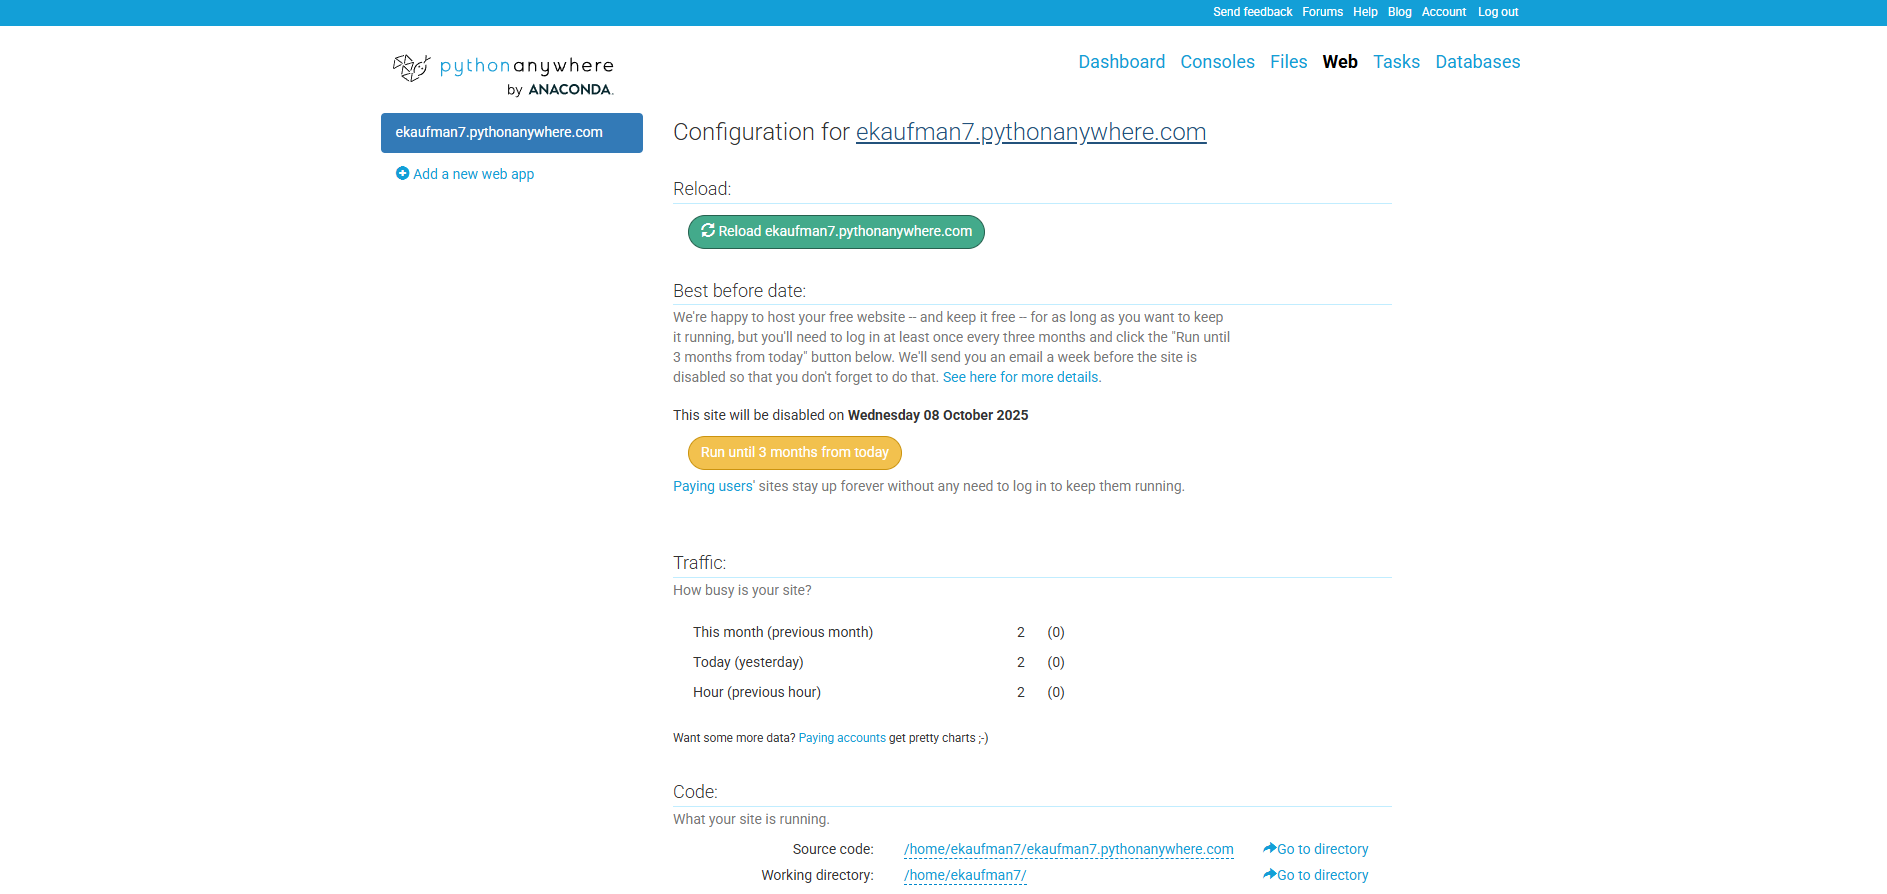 Send feedback Forums Help Blog Account Log out
pythonanywhere
by ANACONDA.
Dashboard Consoles Files Web Tasks Databases
ekaufman7.pythonanywhere.com
Add a new web app
Configuration for ekaufman7.pythonanywhere.com
Reload:
Reload ekaufman7.pythonanywhere.com
Best before date:
We're happy to host your free website -- and keep it free -- for as long as you want to keep
it running, but you'll need to log in at least once every three months and click the "Run until
3 months from today" button below. We'll send you an email a week before the site is
disabled so that you don't forget to do that. See here for more details.
This site will be disabled on Wednesday 08 October 2025
Run until 3 months from today
Paying users' sites stay up forever without any need to log in to keep them running.
Traffic:
How busy is your site?
This month (previous month) 2 (0)
Today (yesterday) 2 (0)
Hour (previous hour) 2 (0)
Want some more data? Paying accounts get pretty charts ;-)
Code:
What your site is running.
Source code: /home/ekaufman7/ekaufman7.pythonanywhere.com Go to directory
Working directory: /home/ekaufman7/ Go to directory